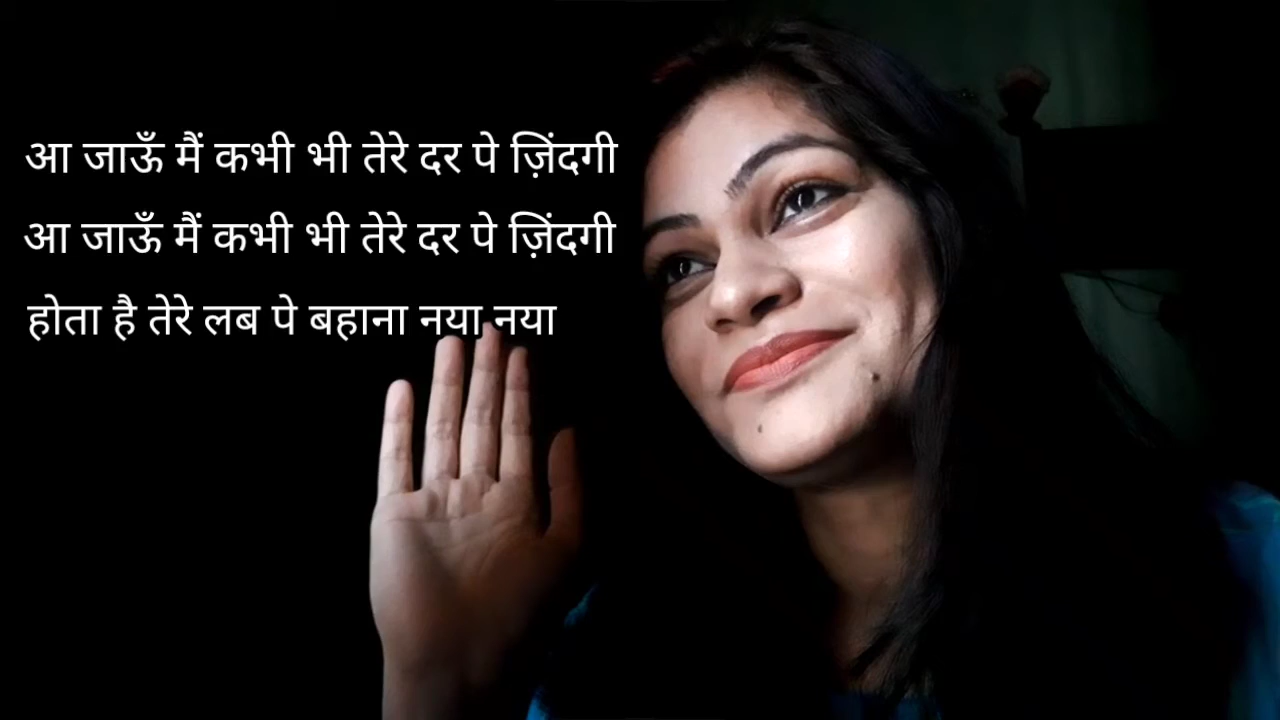 आ जाऊँ मैं कभी भी तेरे दर पे ज़िंदगी
आ जाऊँ मैं कभी भी तेरे दर पे ज़िंदगी
होता है तेरे लब पे बहाना नया नया